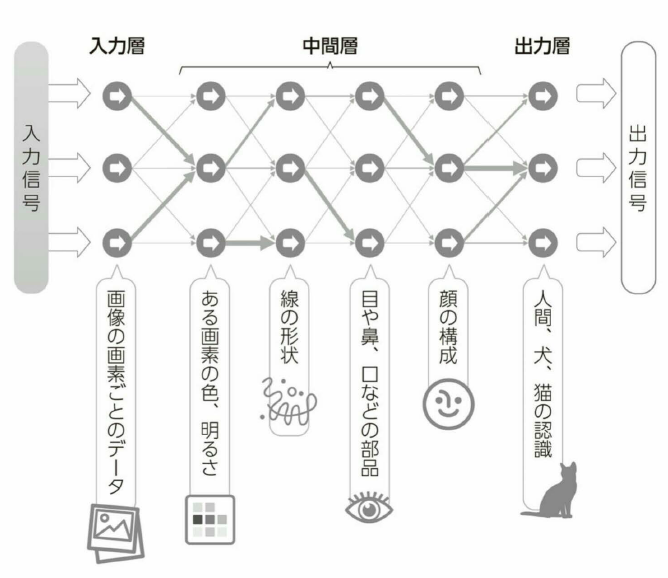 入力層
中間層
出力層
入力信号
出力信号
画像の画素ごとのデータ
ある画素の色、明るさ
線の形状
目や鼻、口などの部品
顔の構成
人間、犬、猫の認識